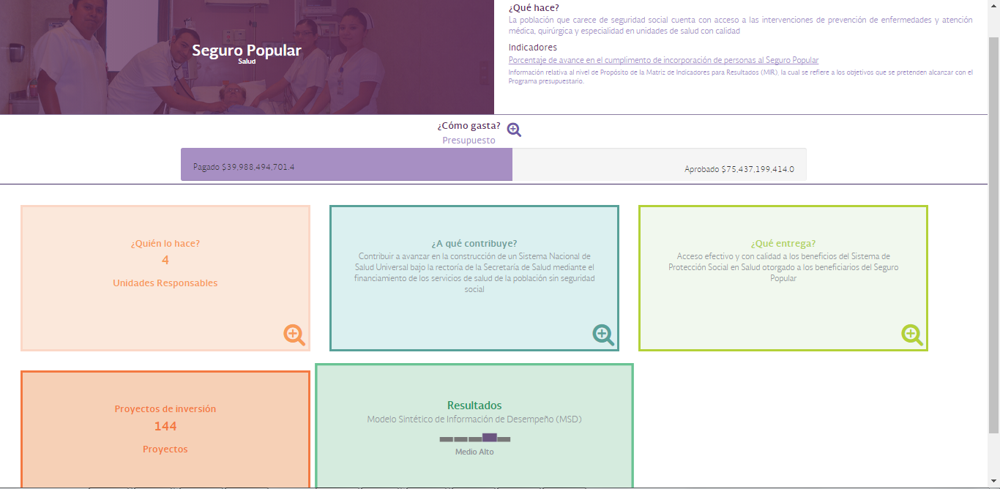 Seguro Popular
Salud
¿Qué hace?
La población que carece de seguridad social cuenta con acceso a las intervenciones de prevención de enfermedades y atención
médica, quirúrgica y especialidad en unidades de salud con calidad
Indicadores
Porcentaje de avance en el cumplimento de incorporación de personas al Seguro Popular
Información relativa al nivel de Propósito de la Matriz de Indicadores para Resultados (MIR), la cual se refiere a los objetivos que se pretenden alcanzar con el
Programa presupuestario.
¿Cómo gasta?
Presupuesto
Pagado $39,988,494,701.4
Aprobado $75,437,199,414.0
¿Quién lo hace?
4
Unidades Responsables
¿A qué contribuye?
Contribuir a avanzar en la construcción de un Sistema Nacional de
Salud Universal bajo la rectoría de la Secretaría de Salud mediante el
financiamiento de los servicios de salud de la población sin seguridad
social
¿Qué entrega?
Acceso efectivo y con calidad a los beneficios del Sistema de
Protección Social en Salud otorgado a los beneficiarios del Seguro
Popular
Proyectos de inversión
144
Proyectos
Resultados
Modelo Sintético de Información de Desempeño (MSD)
Medio Alto